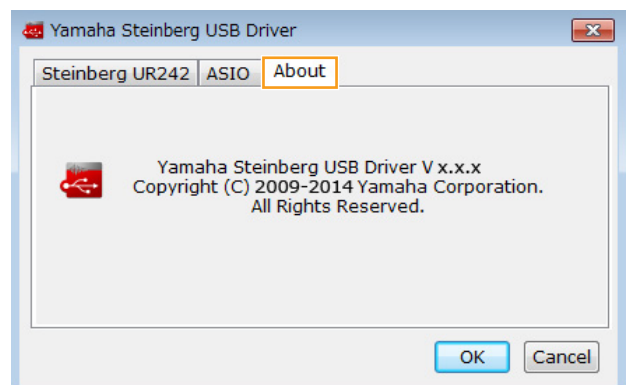 Yamaha Steinberg USB Driver
Steinberg UR242 ASIO About
Yamaha Steinberg USB Driver V x.x.x
Copyright (C) 2009-2014 Yamaha Corporation.
All Rights Reserved.
OK Cancel